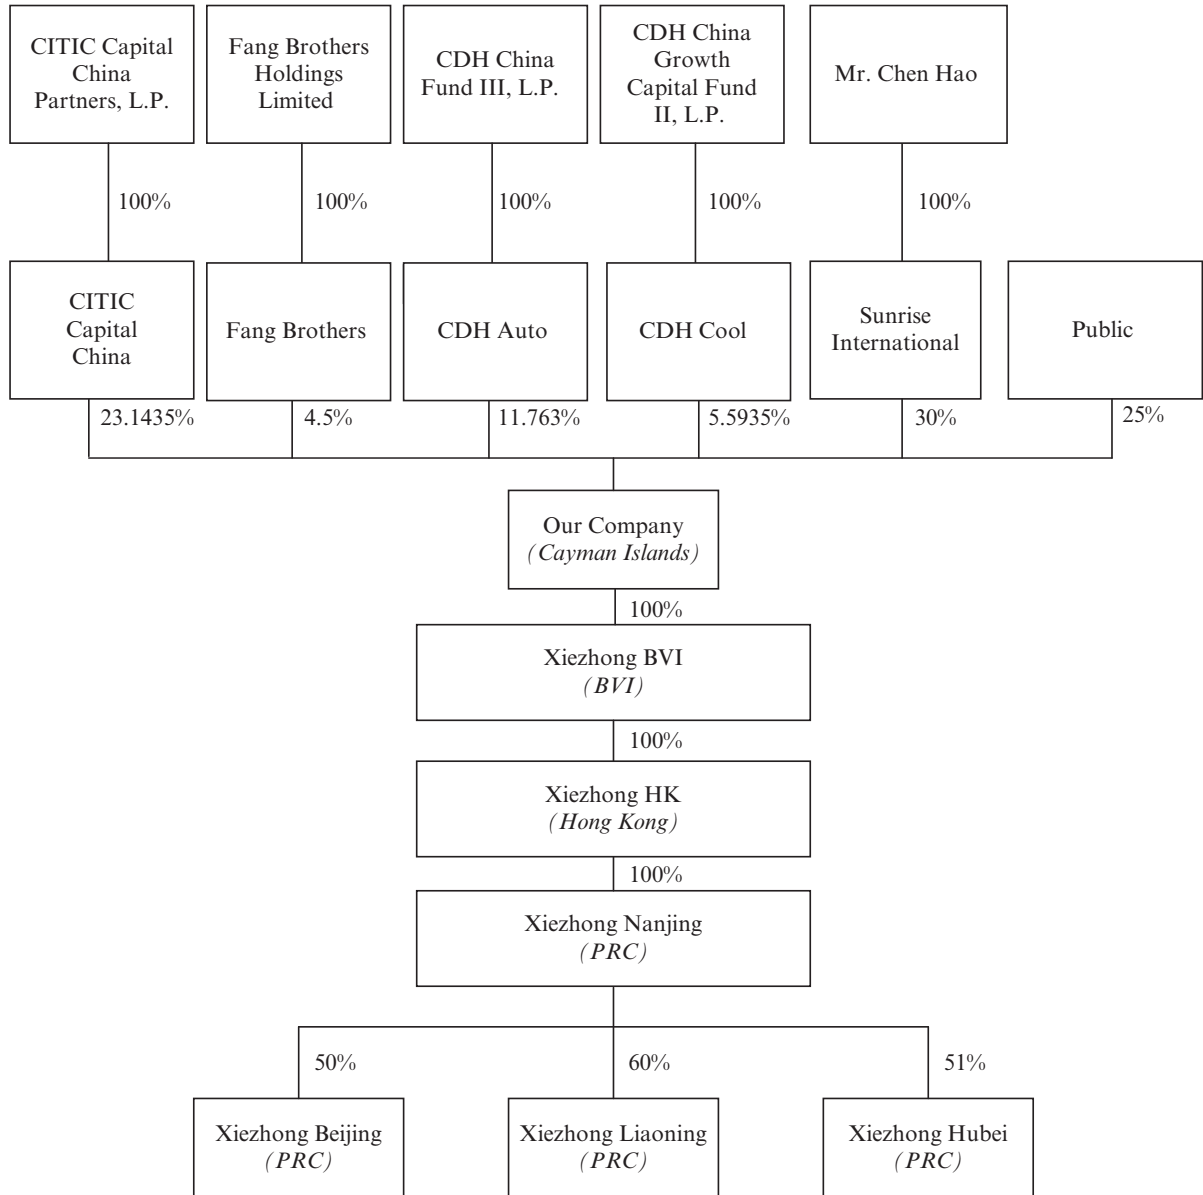 CITIC Capital
China
Partners, L.P.
Fang Brothers
Holdings
Limited
CDH China
Fund III, L.P.
CDH China
Growth
Capital Fund
II, L.P.
Mr. Chen Hao
100%
100%
100%
100%
100%
CITIC
Capital
China
Fang Brothers
CDH Auto
CDH Cool
Sunrise
International
Public
23.1435%
4.5%
11.763%
5.5935%
30%
25%
Our Company
(Cayman Islands)
100%
Xiezhong BVI
(BVI)
100%
Xiezhong HK
(Hong Kong)
100%
Xiezhong Nanjing
(PRC)
50%
60%
51%
Xiezhong Beijing
(PRC)
Xiezhong Liaoning
(PRC)
Xiezhong Hubei
(PRC)